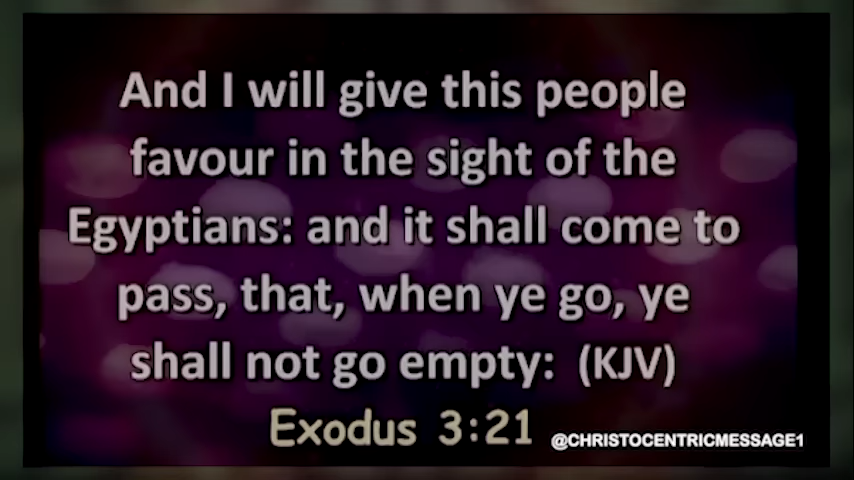 And I will give this people
favour in the sight of the
Egyptians: and it shall come to
pass, that, when ye go, ye
shall not go empty: (KJV)
Exodus 3:21
@CHRISTOCENTRICMESSAGE1